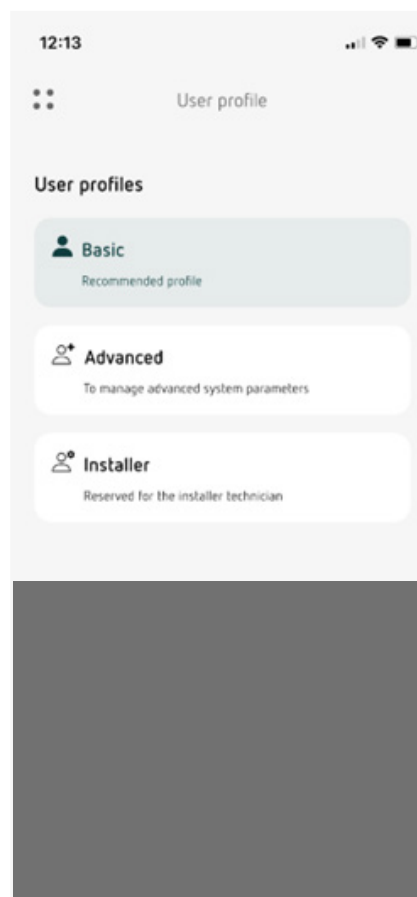 12:13
User profile
User profiles
Basic
Recommended profile
Advanced
To manage advanced system parameters
Installer
Reserved for the installer technician